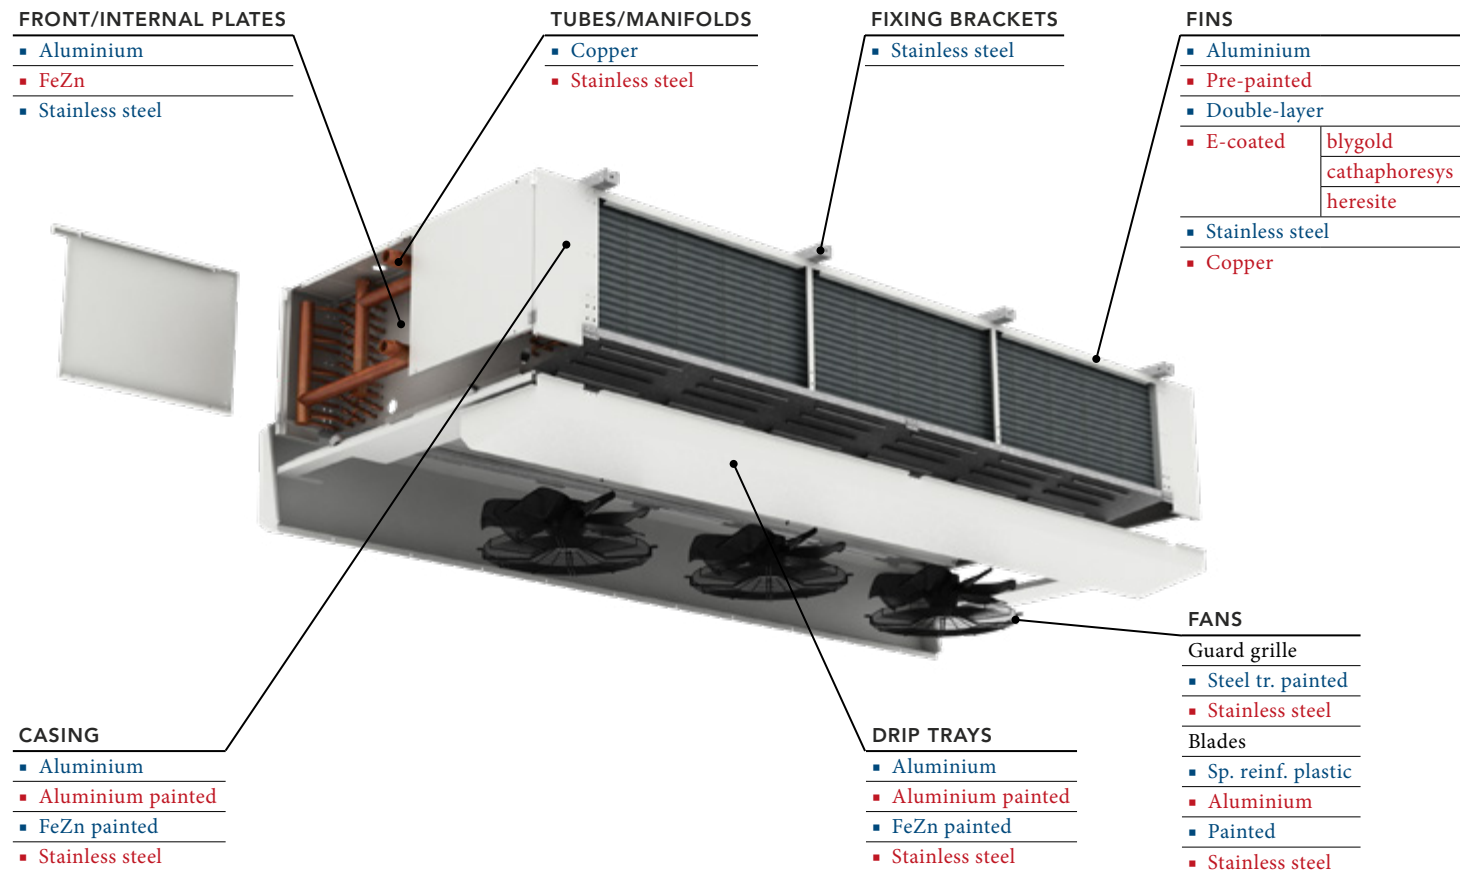 FRONT/INTERNAL PLATES
Aluminium
FeZn
Stainless steel
TUBES/MANIFOLDS
Copper
Stainless steel
FIXING BRACKETS
Stainless steel
FINS
Aluminium
Pre-painted
Double-layer
E-coated
blygold
cathaphoresys
heresite
Stainless steel
Copper
CASING
Aluminium
Aluminium painted
FeZn painted
Stainless steel
DRIP TRAYS
Aluminium
Aluminium painted
FeZn painted
Stainless steel
FANS
Guard grille
Steel tr. painted
Stainless steel
Blades
Sp. reinf. plastic
Aluminium
Painted
Stainless steel